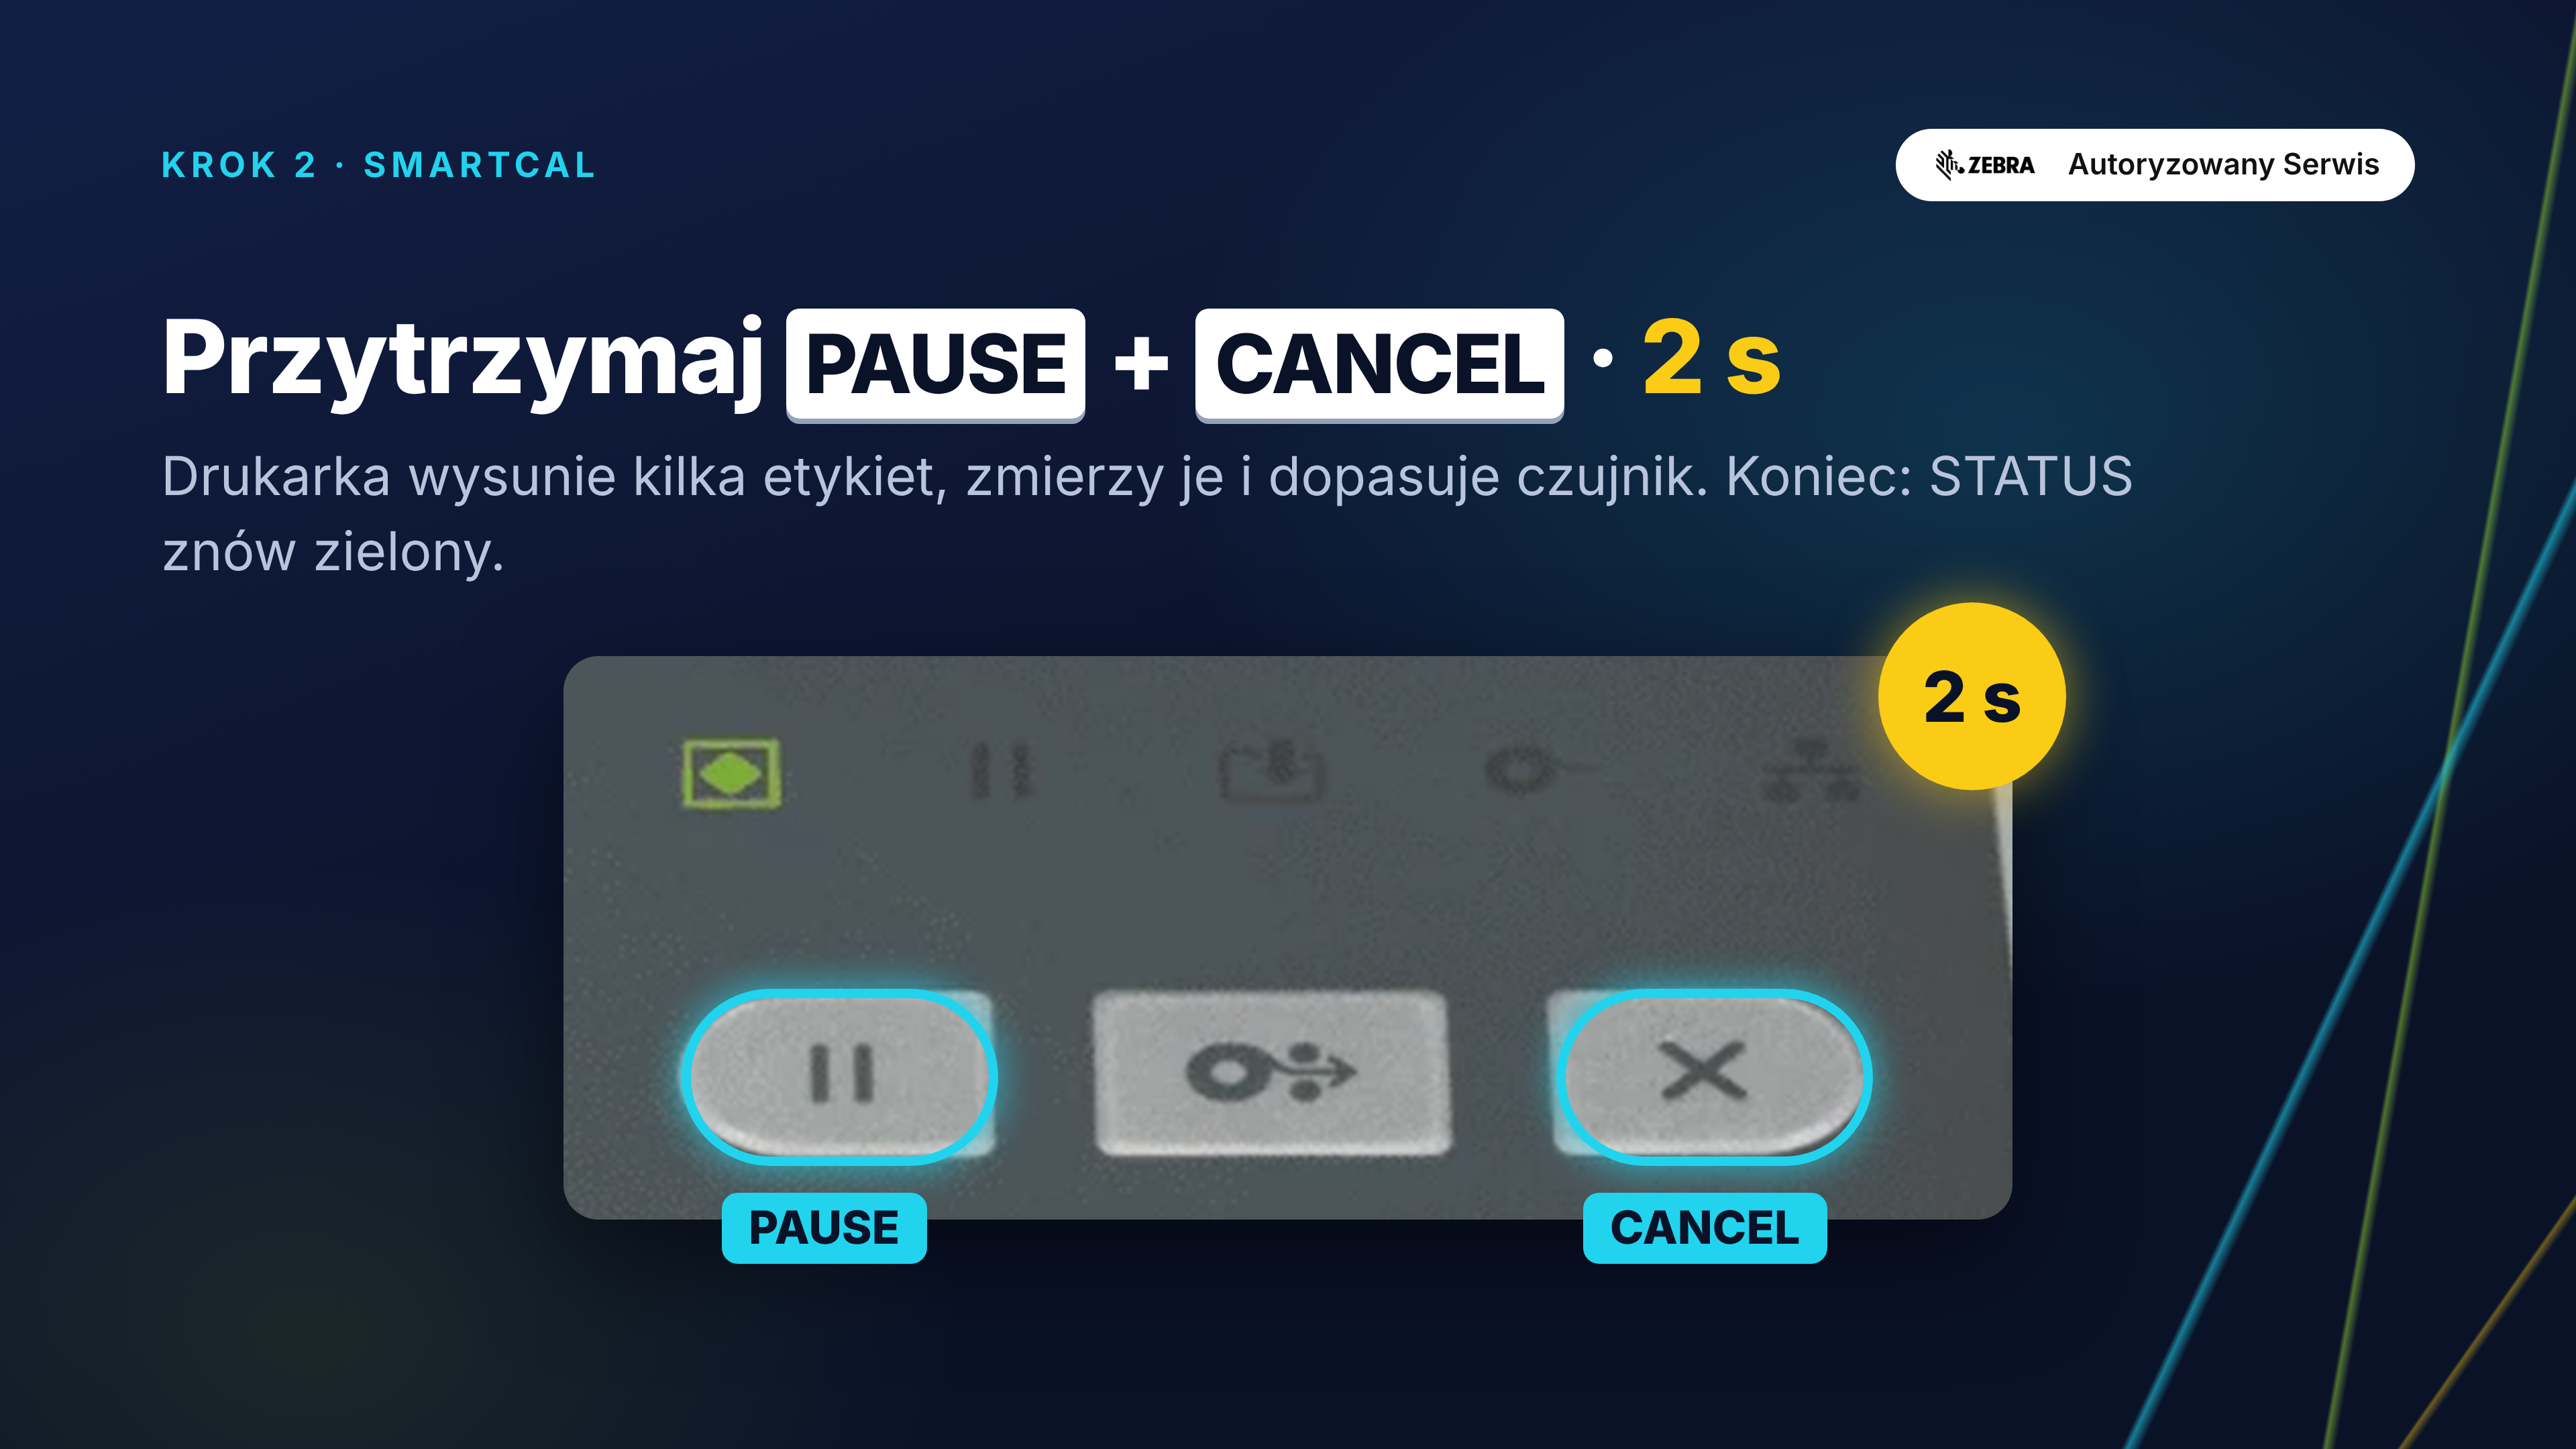 KROK 2 · SMARTCAL
ZEBRA Autoryzowany Serwis
Przytrzymaj PAUSE + CANCEL · 2 s
Drukarka wysunie kilka etykiet, zmierzy je i dopasuje czujnik. Koniec: STATUS
znów zielony.
2 s
PAUSE
CANCEL